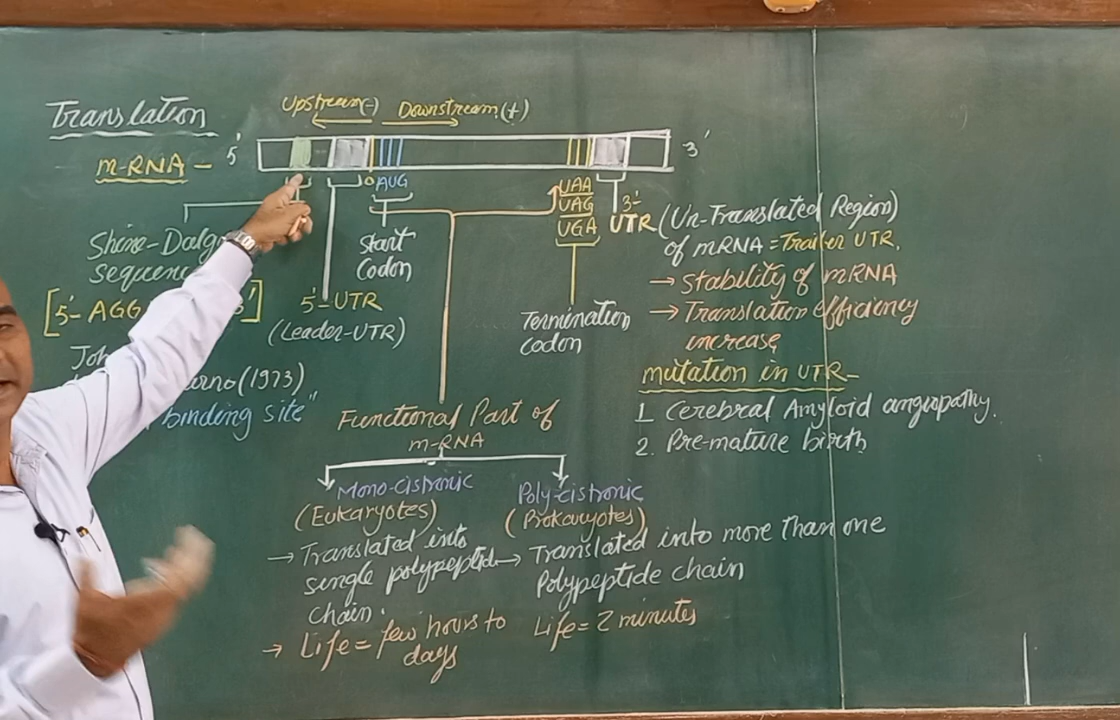 Translation
Upstream(-) Downstream(+)
m-RNA - 5' 3'
AUG
UAA
UAG
UGA
3'-
UTR (Un-Translated Region)
of mRNA = Trailer UTR.
→ Stability of mRNA
→ Translation efficiency
increase
mutation in UTR-
1. Cerebral Amyloid angiopathy.
2. Pre-mature birth
Shine-
sequence
[5'-AGG ']
(1973)
binding site"
Start
Codon
5'-UTR
(Leader-UTR)
Termination
codon
Functional Part of
m-RNA
Mono-cistronic
(Eukaryotes)
→ Translated into
single polypeptide
chain.
→ Life = few hours to
days
Poly-cistronic
(Prokaryotes)
→ Translated into more than one
Polypeptide chain
Life = 2 minutes